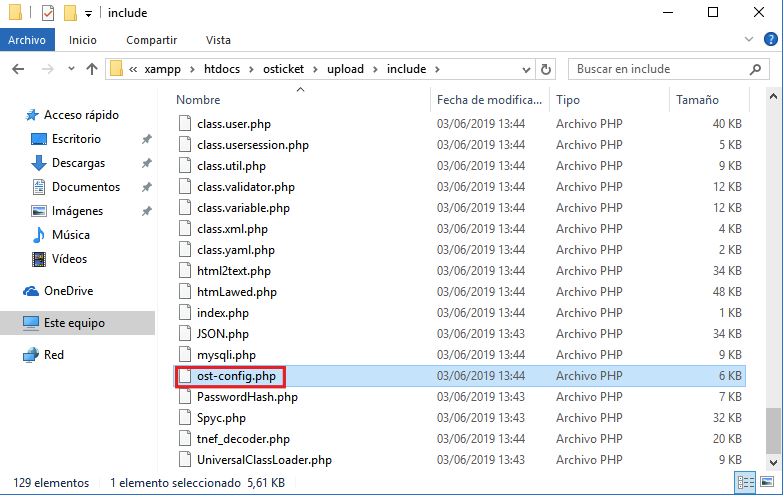 include
Archivo Inicio Compartir Vista
« xampp > htdocs > osticket > upload > include > Buscar en include
Nombre Fecha de modifica... Tipo Tamaño
Acceso rápido
Escritorio
Descargas
Documentos
Imágenes
Música
Vídeos
OneDrive
Este equipo
Red
class.user.php 03/06/2019 13:44 Archivo PHP 40 KB
class.usersession.php 03/06/2019 13:44 Archivo PHP 5 KB
class.util.php 03/06/2019 13:44 Archivo PHP 9 KB
class.validator.php 03/06/2019 13:44 Archivo PHP 12 KB
class.variable.php 03/06/2019 13:44 Archivo PHP 12 KB
class.xml.php 03/06/2019 13:44 Archivo PHP 4 KB
class.yaml.php 03/06/2019 13:44 Archivo PHP 2 KB
html2text.php 03/06/2019 13:44 Archivo PHP 34 KB
htmLawed.php 03/06/2019 13:44 Archivo PHP 48 KB
index.php 03/06/2019 13:44 Archivo PHP 1 KB
JSON.php 03/06/2019 13:43 Archivo PHP 34 KB
mysqli.php 03/06/2019 13:44 Archivo PHP 9 KB
ost-config.php 03/06/2019 13:44 Archivo PHP 6 KB
PasswordHash.php 03/06/2019 13:43 Archivo PHP 7 KB
Spyc.php 03/06/2019 13:43 Archivo PHP 32 KB
tnef_decoder.php 03/06/2019 13:44 Archivo PHP 20 KB
UniversalClassLoader.php 03/06/2019 13:43 Archivo PHP 9 KB
129 elementos 1 elemento seleccionado 5,61 KB